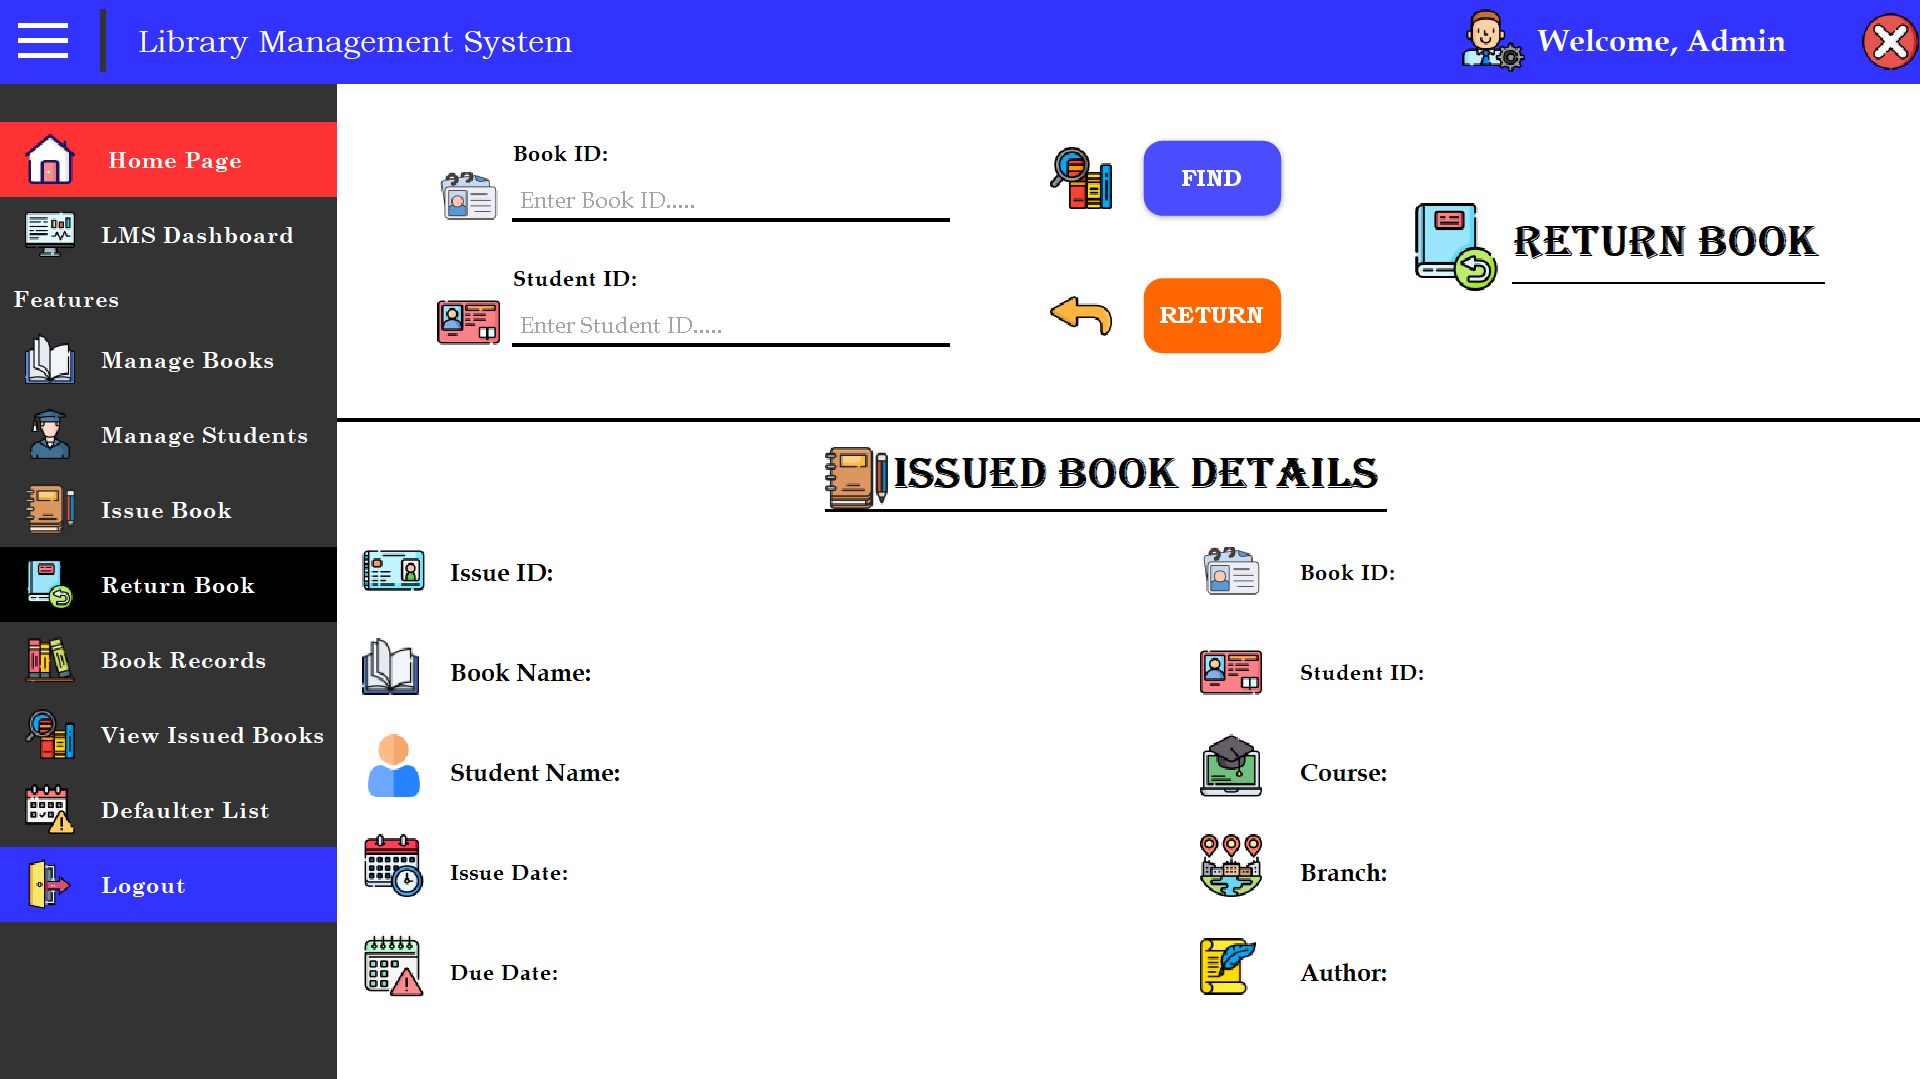 Library Management System
Welcome, Admin
Home Page
LMS Dashboard
Features
Manage Books
Manage Students
Issue Book
Return Book
Book Records
View Issued Books
Defaulter List
Logout
Book ID:
Enter Book ID.....
Student ID:
Enter Student ID.....
FIND
RETURN
RETURN BOOK
ISSUED BOOK DETAILS
Issue ID:
Book ID:
Book Name:
Student ID:
Student Name:
Course:
Issue Date:
Branch:
Due Date:
Author: